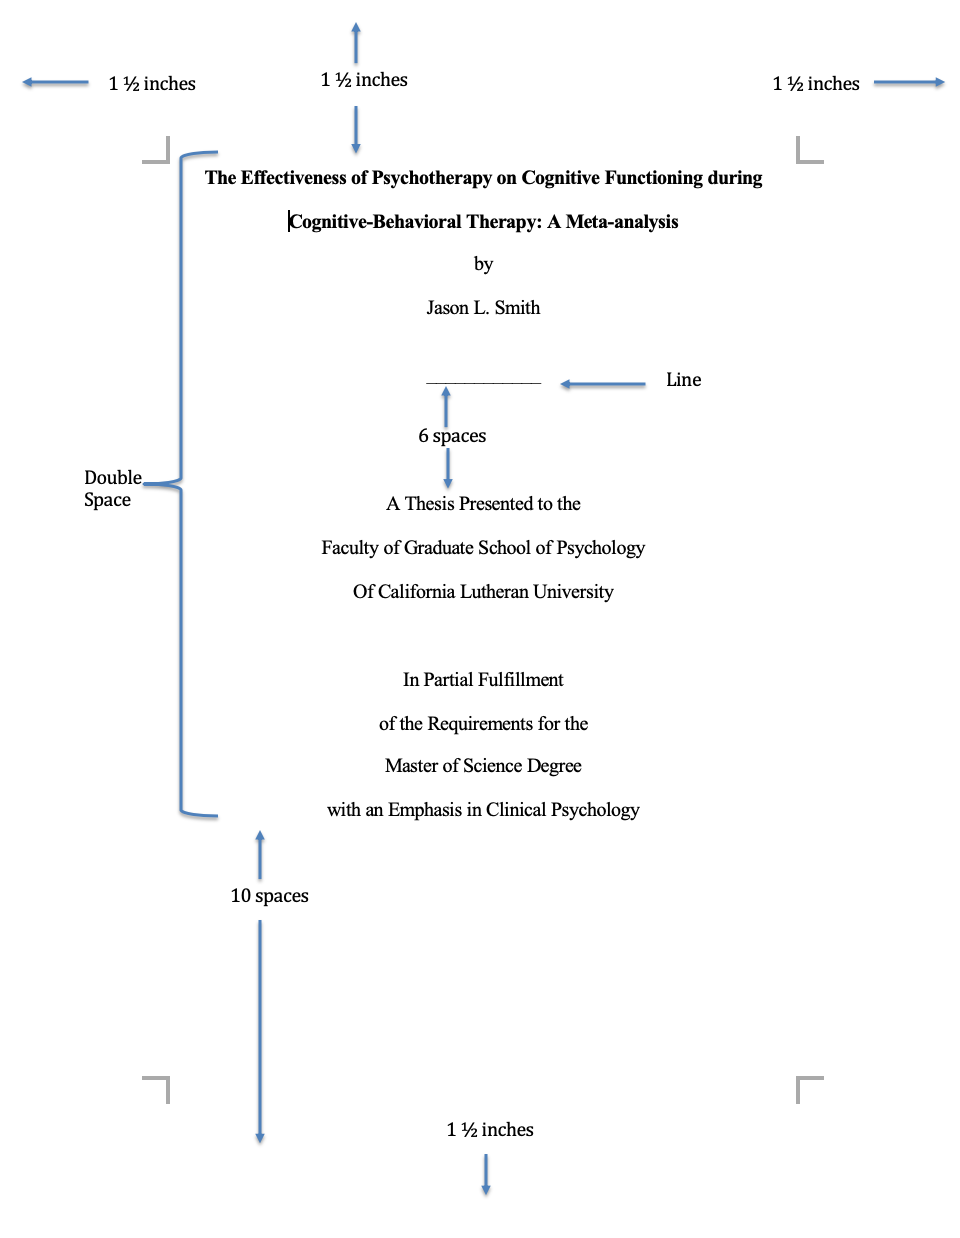 1 ½ inches
1 ½ inches
1 ½ inches
The Effectiveness of Psychotherapy on Cognitive Functioning during
Cognitive-Behavioral Therapy: A Meta-analysis
by
Jason L. Smith
Line
6 spaces
Double
Space
A Thesis Presented to the
Faculty of Graduate School of Psychology
Of California Lutheran University
In Partial Fulfillment
of the Requirements for the
Master of Science Degree
with an Emphasis in Clinical Psychology
10 spaces
1 ½ inches